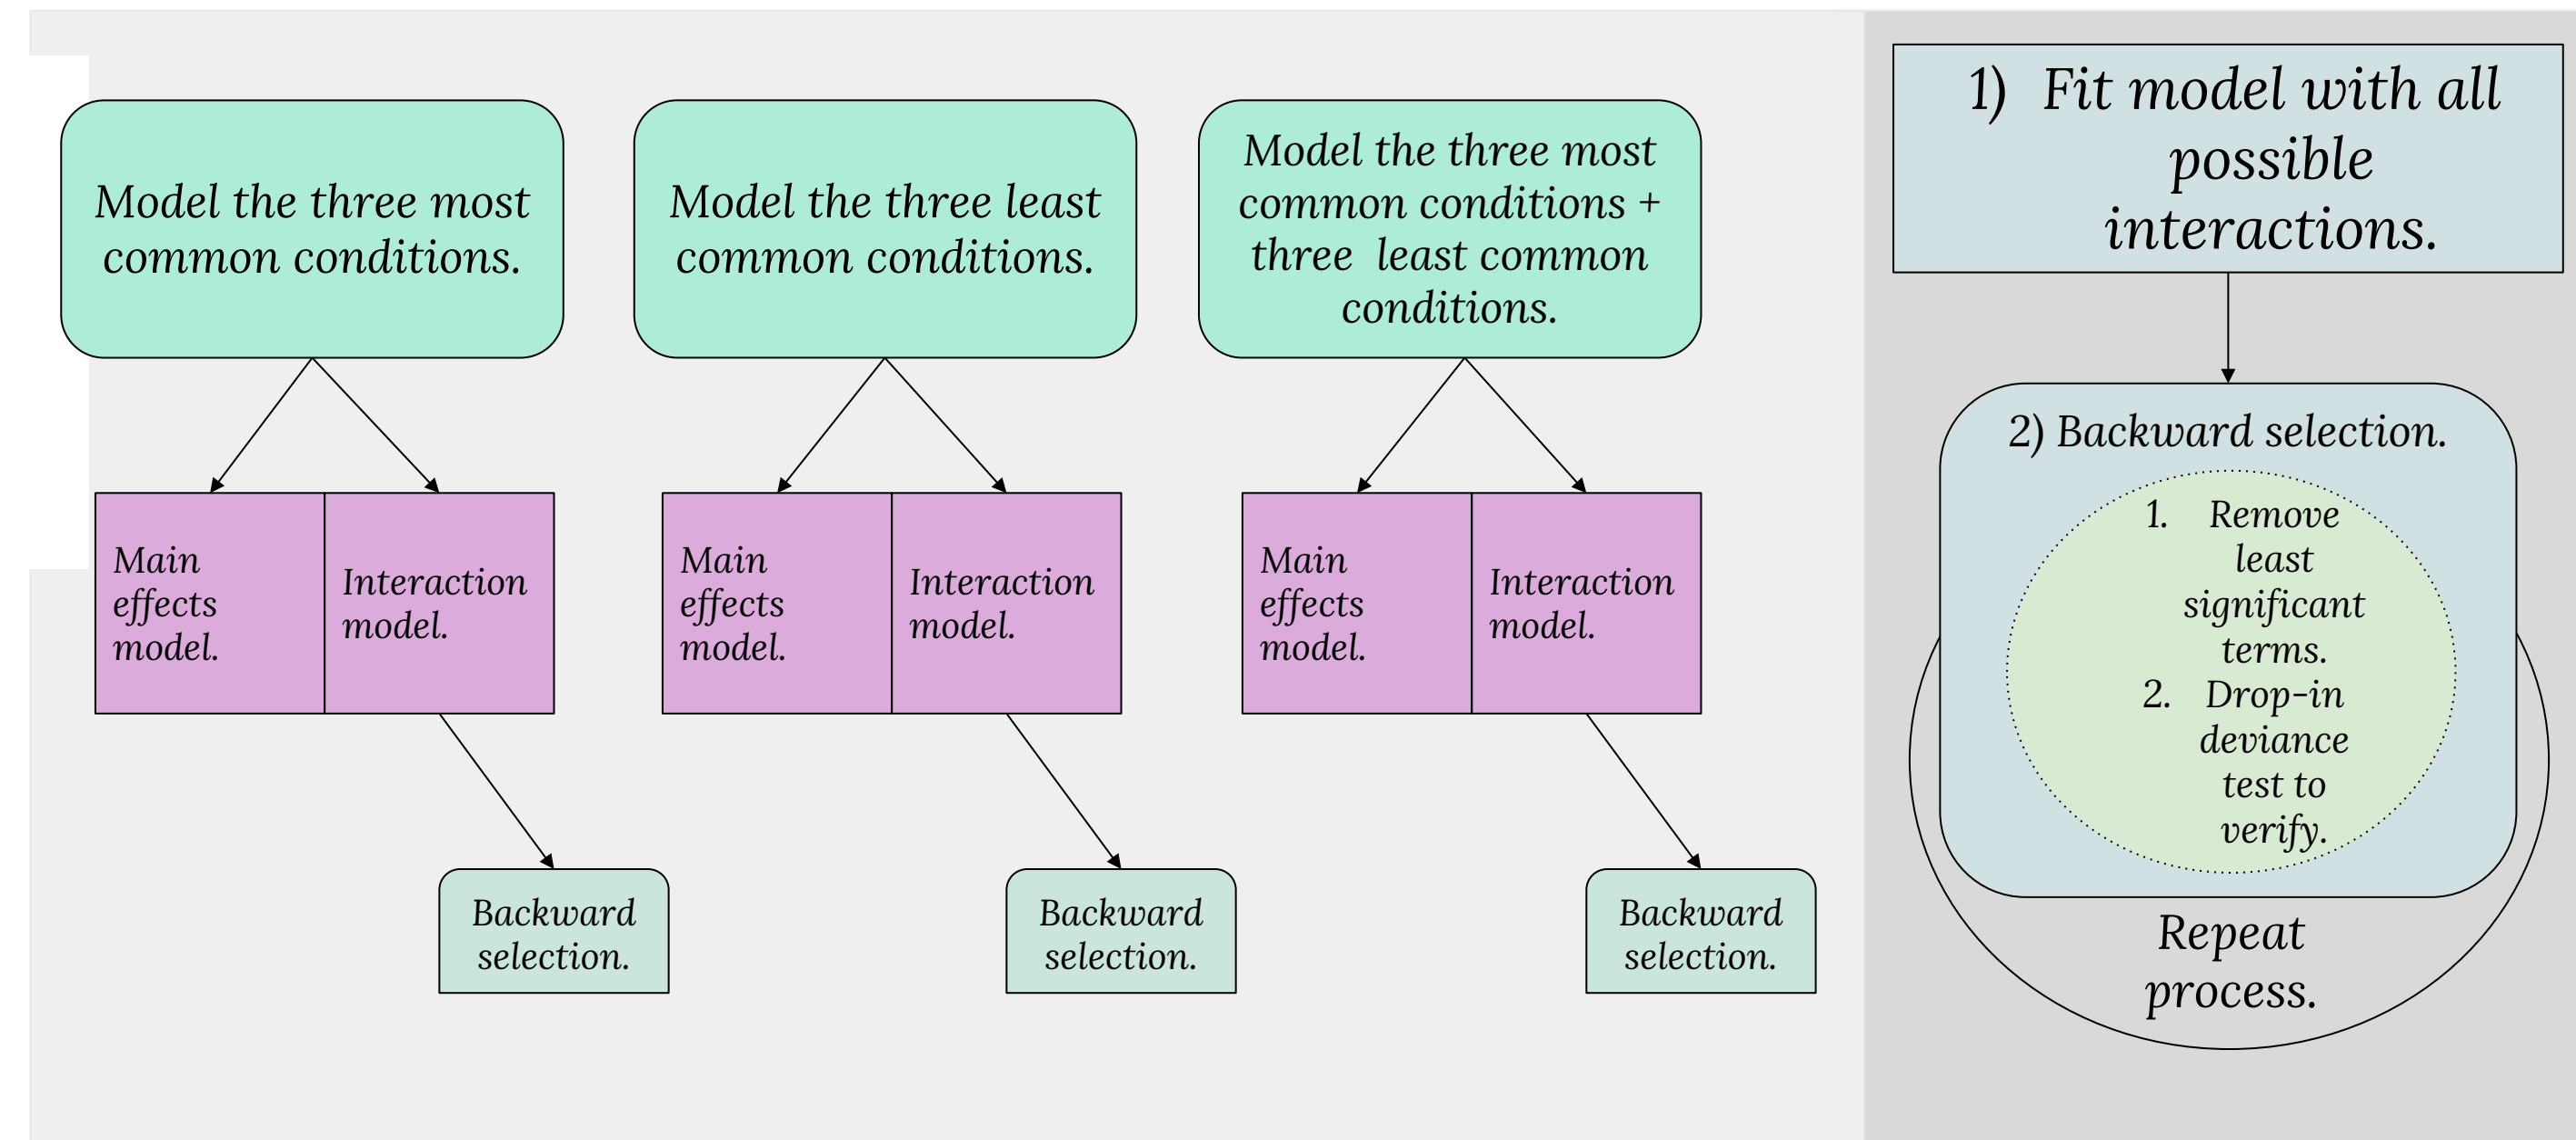 Model the three most
common conditions.
Model the three least
common conditions.
Model the three most
common conditions +
three  least common
conditions.
Main
effects
model.
Interaction
model.
Main
effects
model.
Interaction
model.
Main
effects
model.
Interaction
model.
Backward
selection.
Backward
selection.
Backward
selection.
1) Fit model with all
possible
interactions.
2) Backward selection.
1. Remove
least
significant
terms.
2. Drop-in
deviance
test to
verify.
Repeat
process.